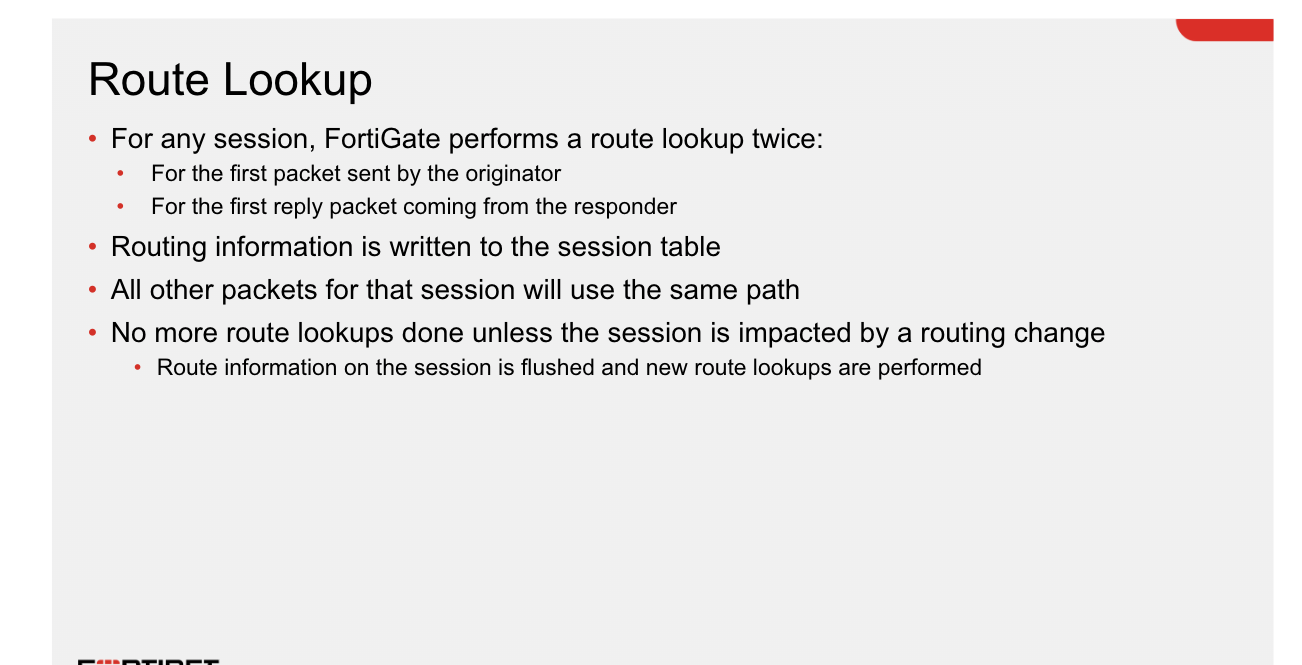 Route Lookup
• For any session, FortiGate performs a route lookup twice:
• For the first packet sent by the originator
• For the first reply packet coming from the responder
• Routing information is written to the session table
• All other packets for that session will use the same path
• No more route lookups done unless the session is impacted by a routing change
• Route information on the session is flushed and new route lookups are performed